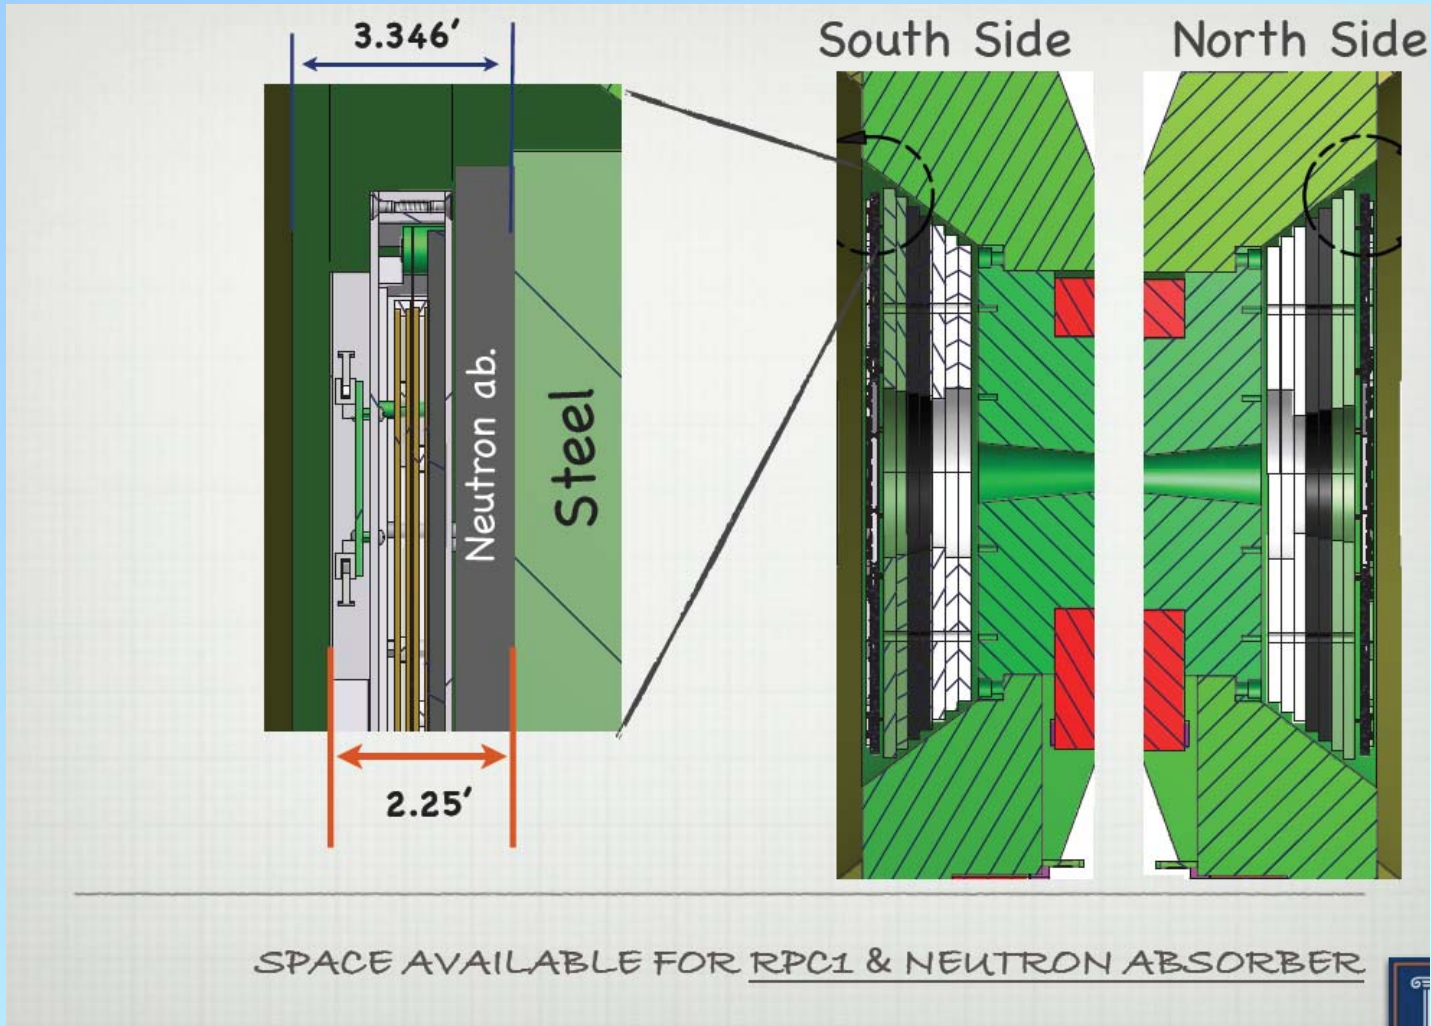 3.346′
South Side
North Side
Neutron ab.
Steel
2.25′
SPACE AVAILABLE FOR RPC1 & NEUTRON ABSORBER